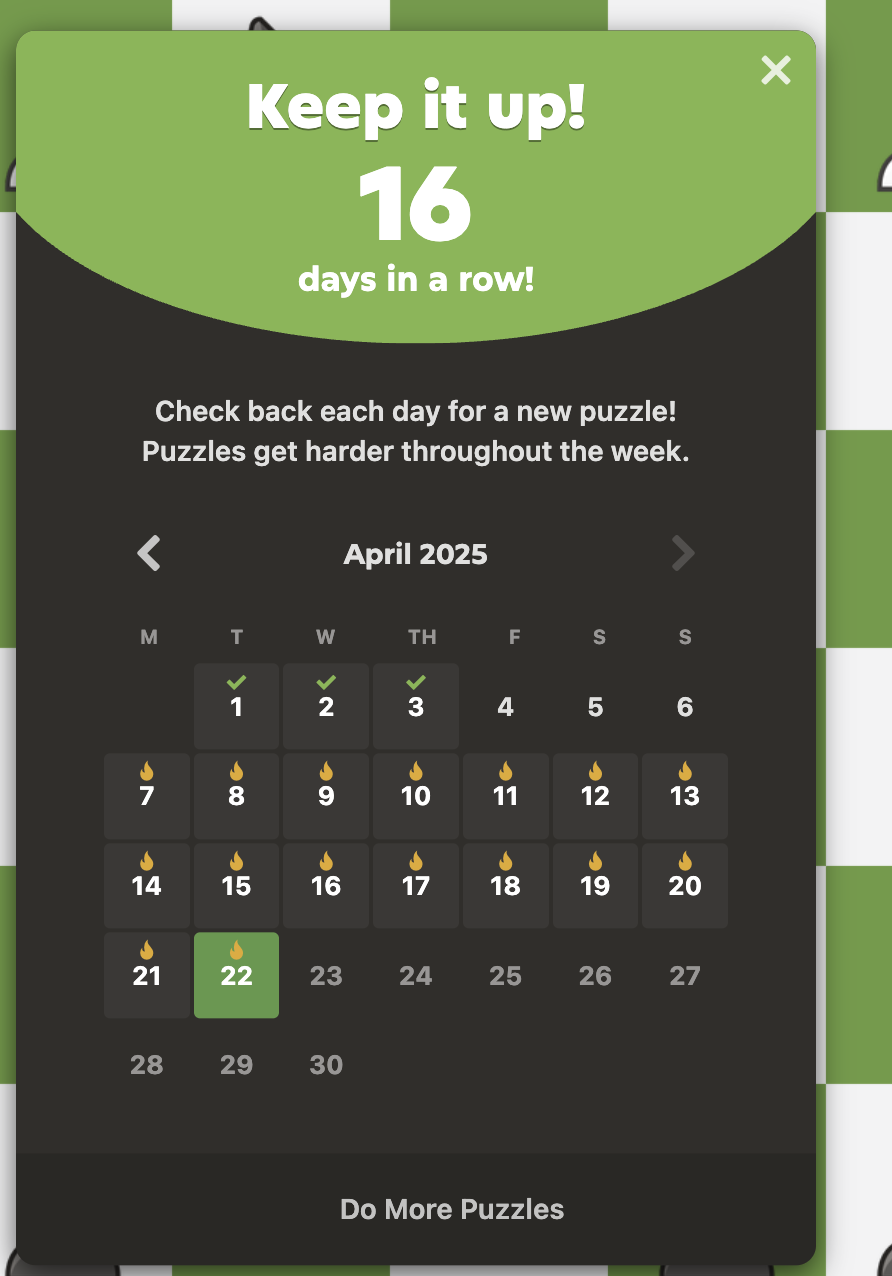 Keep it up!
16
days in a row!
Check back each day for a new puzzle!
Puzzles get harder throughout the week.
April 2025
M T W TH F S S
1 2 3 4 5 6
7 8 9 10 11 12 13
14 15 16 17 18 19 20
21 22 23 24 25 26 27
28 29 30
Do More Puzzles